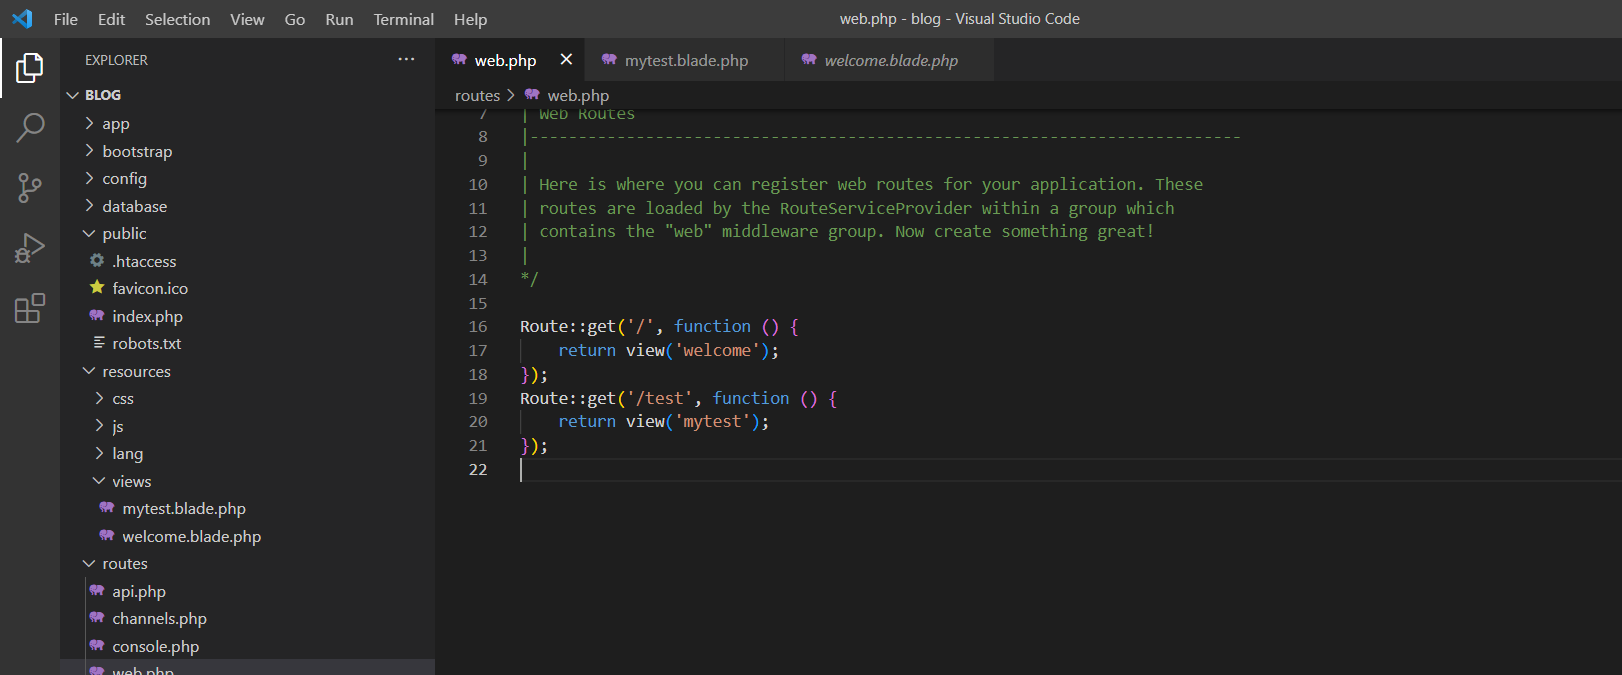 File Edit Selection View Go Run Terminal Help
web.php - blog - Visual Studio Code
EXPLORER ...
BLOG
app
bootstrap
config
database
public
.htaccess
favicon.ico
index.php
robots.txt
resources
css
js
lang
views
mytest.blade.php
welcome.blade.php
routes
api.php
channels.php
console.php
web.php
web.php mytest.blade.php welcome.blade.php
routes > web.php
7 | Web Routes
8 |--------------------------------------------------------------------------
9 |
10 | Here is where you can register web routes for your application. These
11 | routes are loaded by the RouteServiceProvider within a group which
12 | contains the "web" middleware group. Now create something great!
13 |
14 */
15
16 Route::get('/', function () {
17     return view('welcome');
18 });
19 Route::get('/test', function () {
20     return view('mytest');
21 });
22